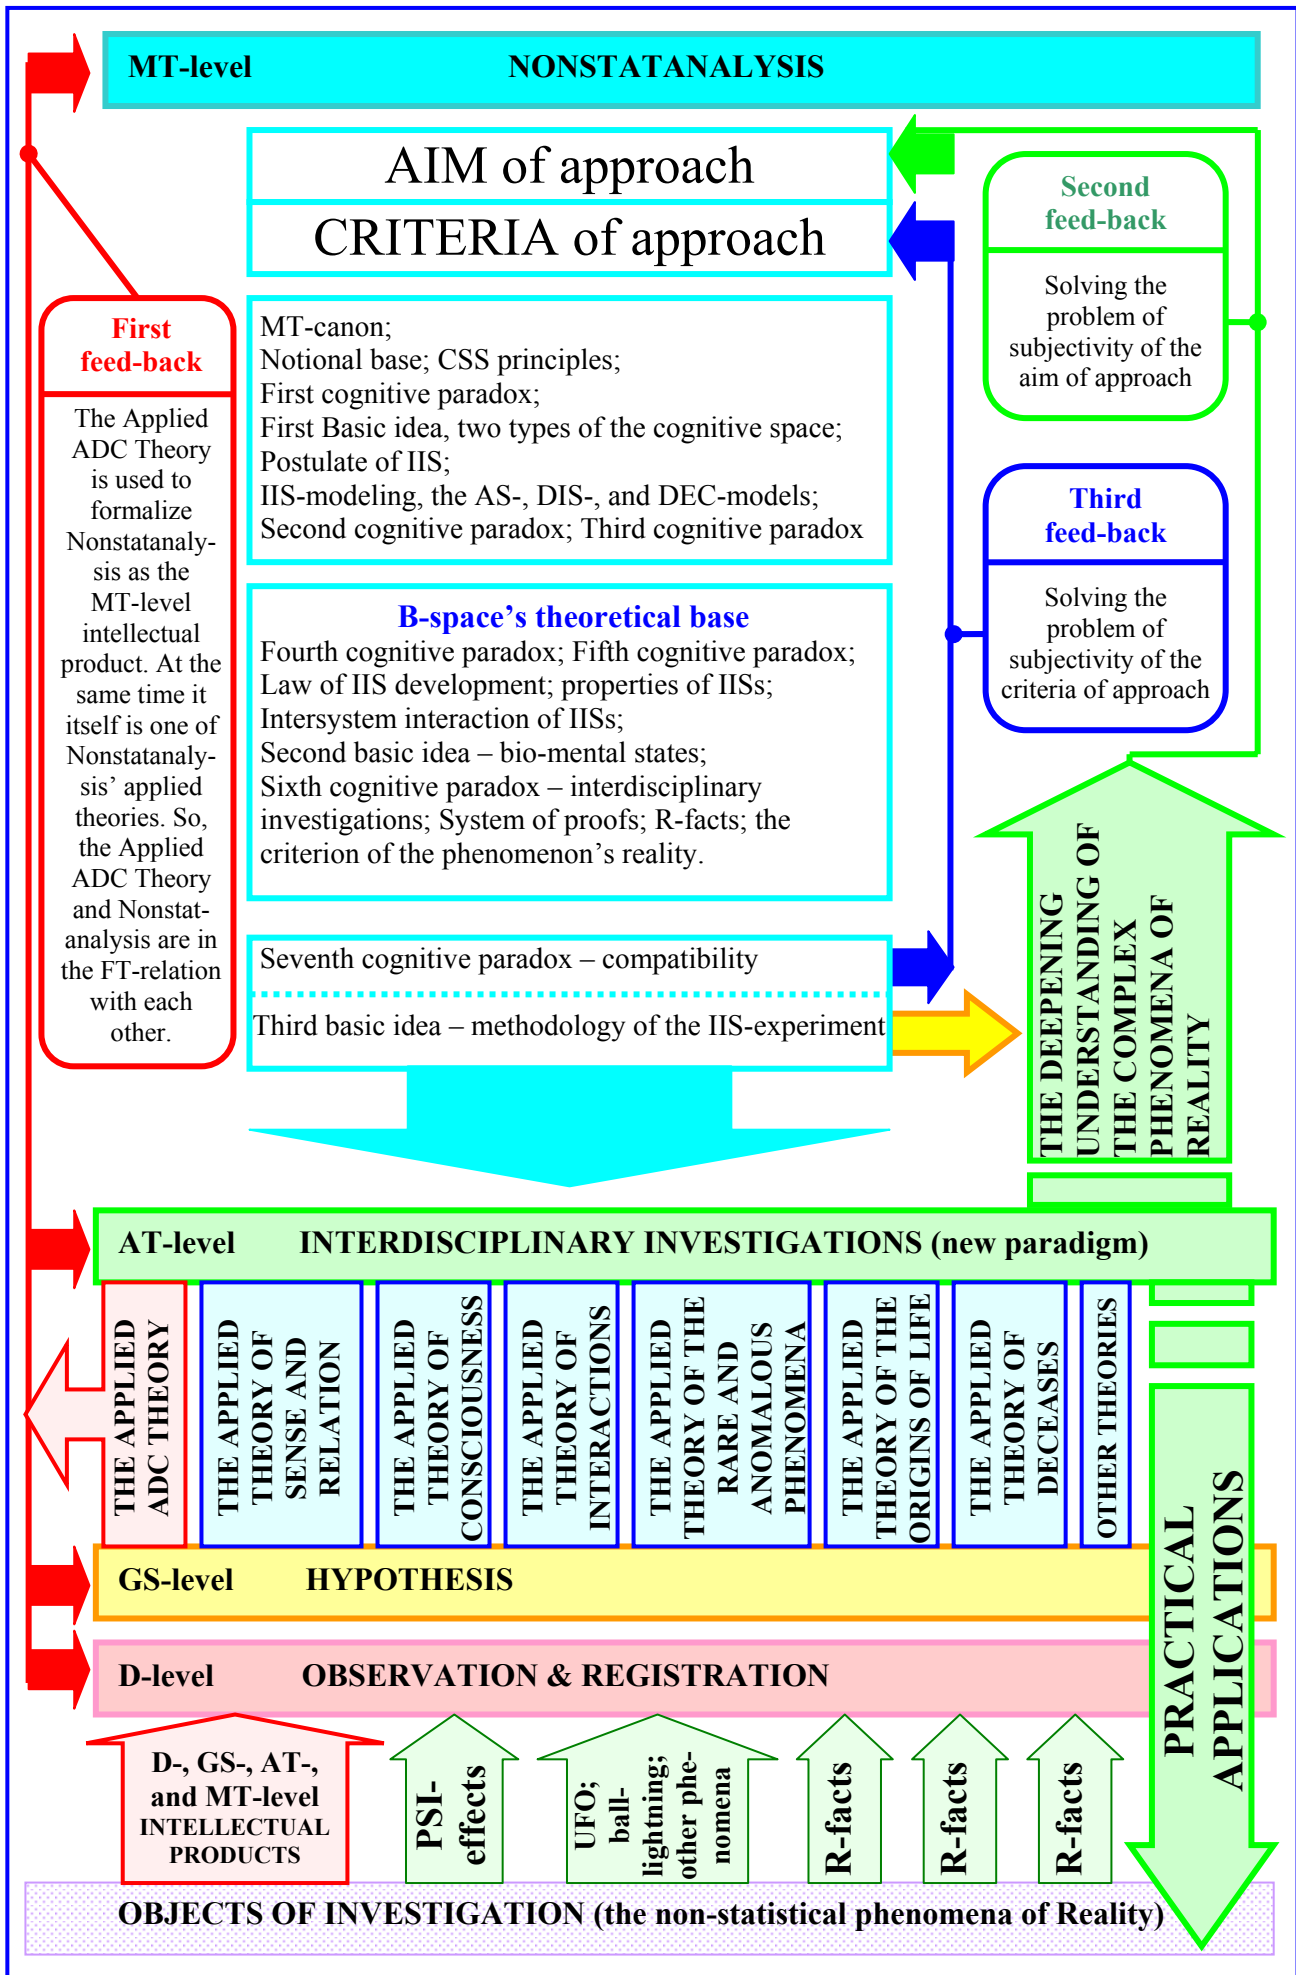 MT-level NONSTATANALYSIS
AIM of approach
CRITERIA of approach
Second
feed-back
Solving the
problem of
subjectivity of the
aim of approach
First
feed-back
The Applied
ADC Theory
is used to
formalize
Nonstatanaly-
sis as the
MT-level
intellectual
product. At the
same time it
itself is one of
Nonstatanaly-
sis’ applied
theories. So,
the Applied
ADC Theory
and Nonstat-
analysis are in
the FT-relation
with each
other.
MT-canon;
Notional base; CSS principles;
First cognitive paradox;
First Basic idea, two types of the cognitive space;
Postulate of IIS;
IIS-modeling, the AS-, DIS-, and DEC-models;
Second cognitive paradox; Third cognitive paradox
Third
feed-back
Solving the
problem of
subjectivity of the
criteria of approach
B-space’s theoretical base
Fourth cognitive paradox; Fifth cognitive paradox;
Law of IIS development; properties of IISs;
Intersystem interaction of IISs;
Second basic idea – bio-mental states;
Sixth cognitive paradox – interdisciplinary
investigations; System of proofs; R-facts; the
criterion of the phenomenon’s reality.
Seventh cognitive paradox – compatibility
Third basic idea – methodology of the IIS-experiment
THE DEEPENING
UNDERSTANDING OF
THE COMPLEX
PHENOMENA OF
REALITY
AT-level INTERDISCIPLINARY INVESTIGATIONS (new paradigm)
THE APPLIED
ADC THEORY
THE APPLIED
THEORY OF
SENSE AND
RELATION
THE APPLIED
THEORY OF
CONSCIOUSNESS
THE APPLIED
THEORY OF
INTERACTIONS
THE APPLIED
THEORY OF THE
RARE AND
ANOMALOUS
PHENOMENA
THE APPLIED
THEORY OF THE
ORIGINS OF LIFE
THE APPLIED
THEORY OF
DECEASES
OTHER THEORIES
PRACTICAL
APPLICATIONS
GS-level HYPOTHESIS
D-level OBSERVATION & REGISTRATION
D-, GS-, AT-,
and MT-level
INTELLECTUAL
PRODUCTS
PSI-
effects
UFO;
ball-
lightning;
other phe-
nomena
R-facts
R-facts
R-facts
OBJECTS OF INVESTIGATION (the non-statistical phenomena of Reality)